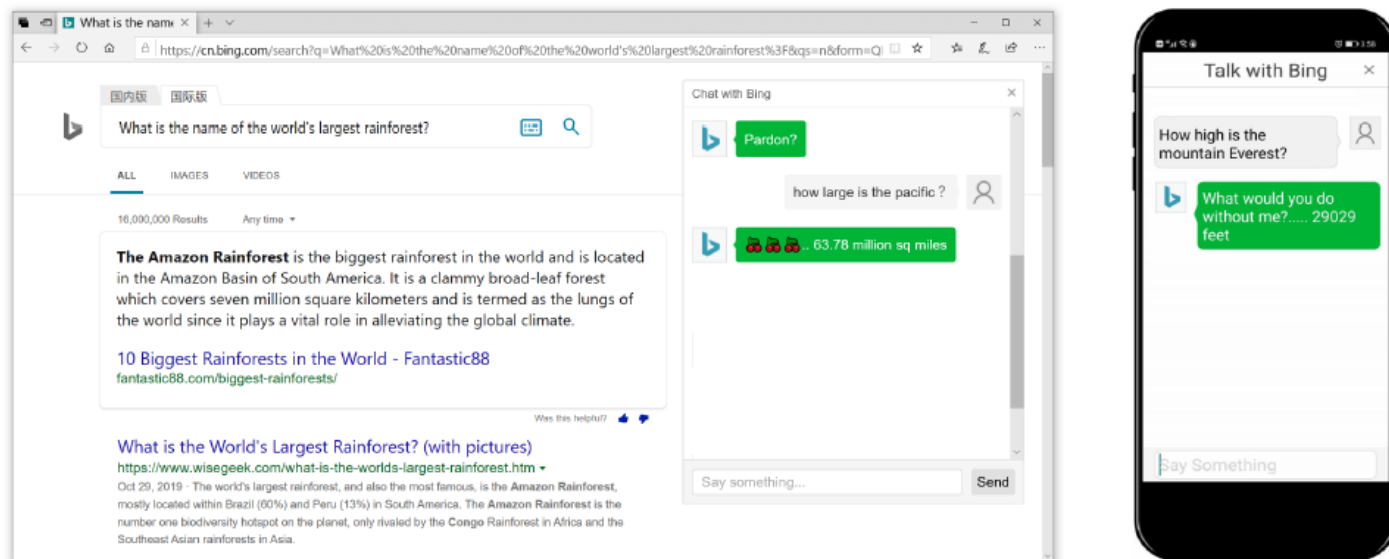 What is the name
https://cn.bing.com/search?q=What%20is%20the%20name%20of%20the%20world's%20largest%20rainforest%3F&qs=n&form=Q
国内版 国际版
What is the name of the world's largest rainforest?
ALL IMAGES VIDEOS
16,000,000 Results Any time
The Amazon Rainforest is the biggest rainforest in the world and is located
in the Amazon Basin of South America. It is a clammy broad-leaf forest
which covers seven million square kilometers and is termed as the lungs of
the world since it plays a vital role in alleviating the global climate.
10 Biggest Rainforests in the World - Fantastic88
fantastic88.com/biggest-rainforests/
Was this helpful?
What is the World's Largest Rainforest? (with pictures)
https://www.wisegeek.com/what-is-the-worlds-largest-rainforest.htm
Oct 29, 2019 · The world's largest rainforest, and also the most famous, is the Amazon Rainforest,
mostly located within Brazil (60%) and Peru (13%) in South America. The Amazon Rainforest is the
number one biodiversity hotspot on the planet, only rivaled by the Congo Rainforest in Africa and the
Southeast Asian rainforests in Asia.
Chat with Bing
Pardon?
how large is the pacific ?
🍒🍒🍒.. 63.78 million sq miles
Say something...
Send
3:58
Talk with Bing
How high is the
mountain Everest?
What would you do
without me?..... 29029
feet
Say Something